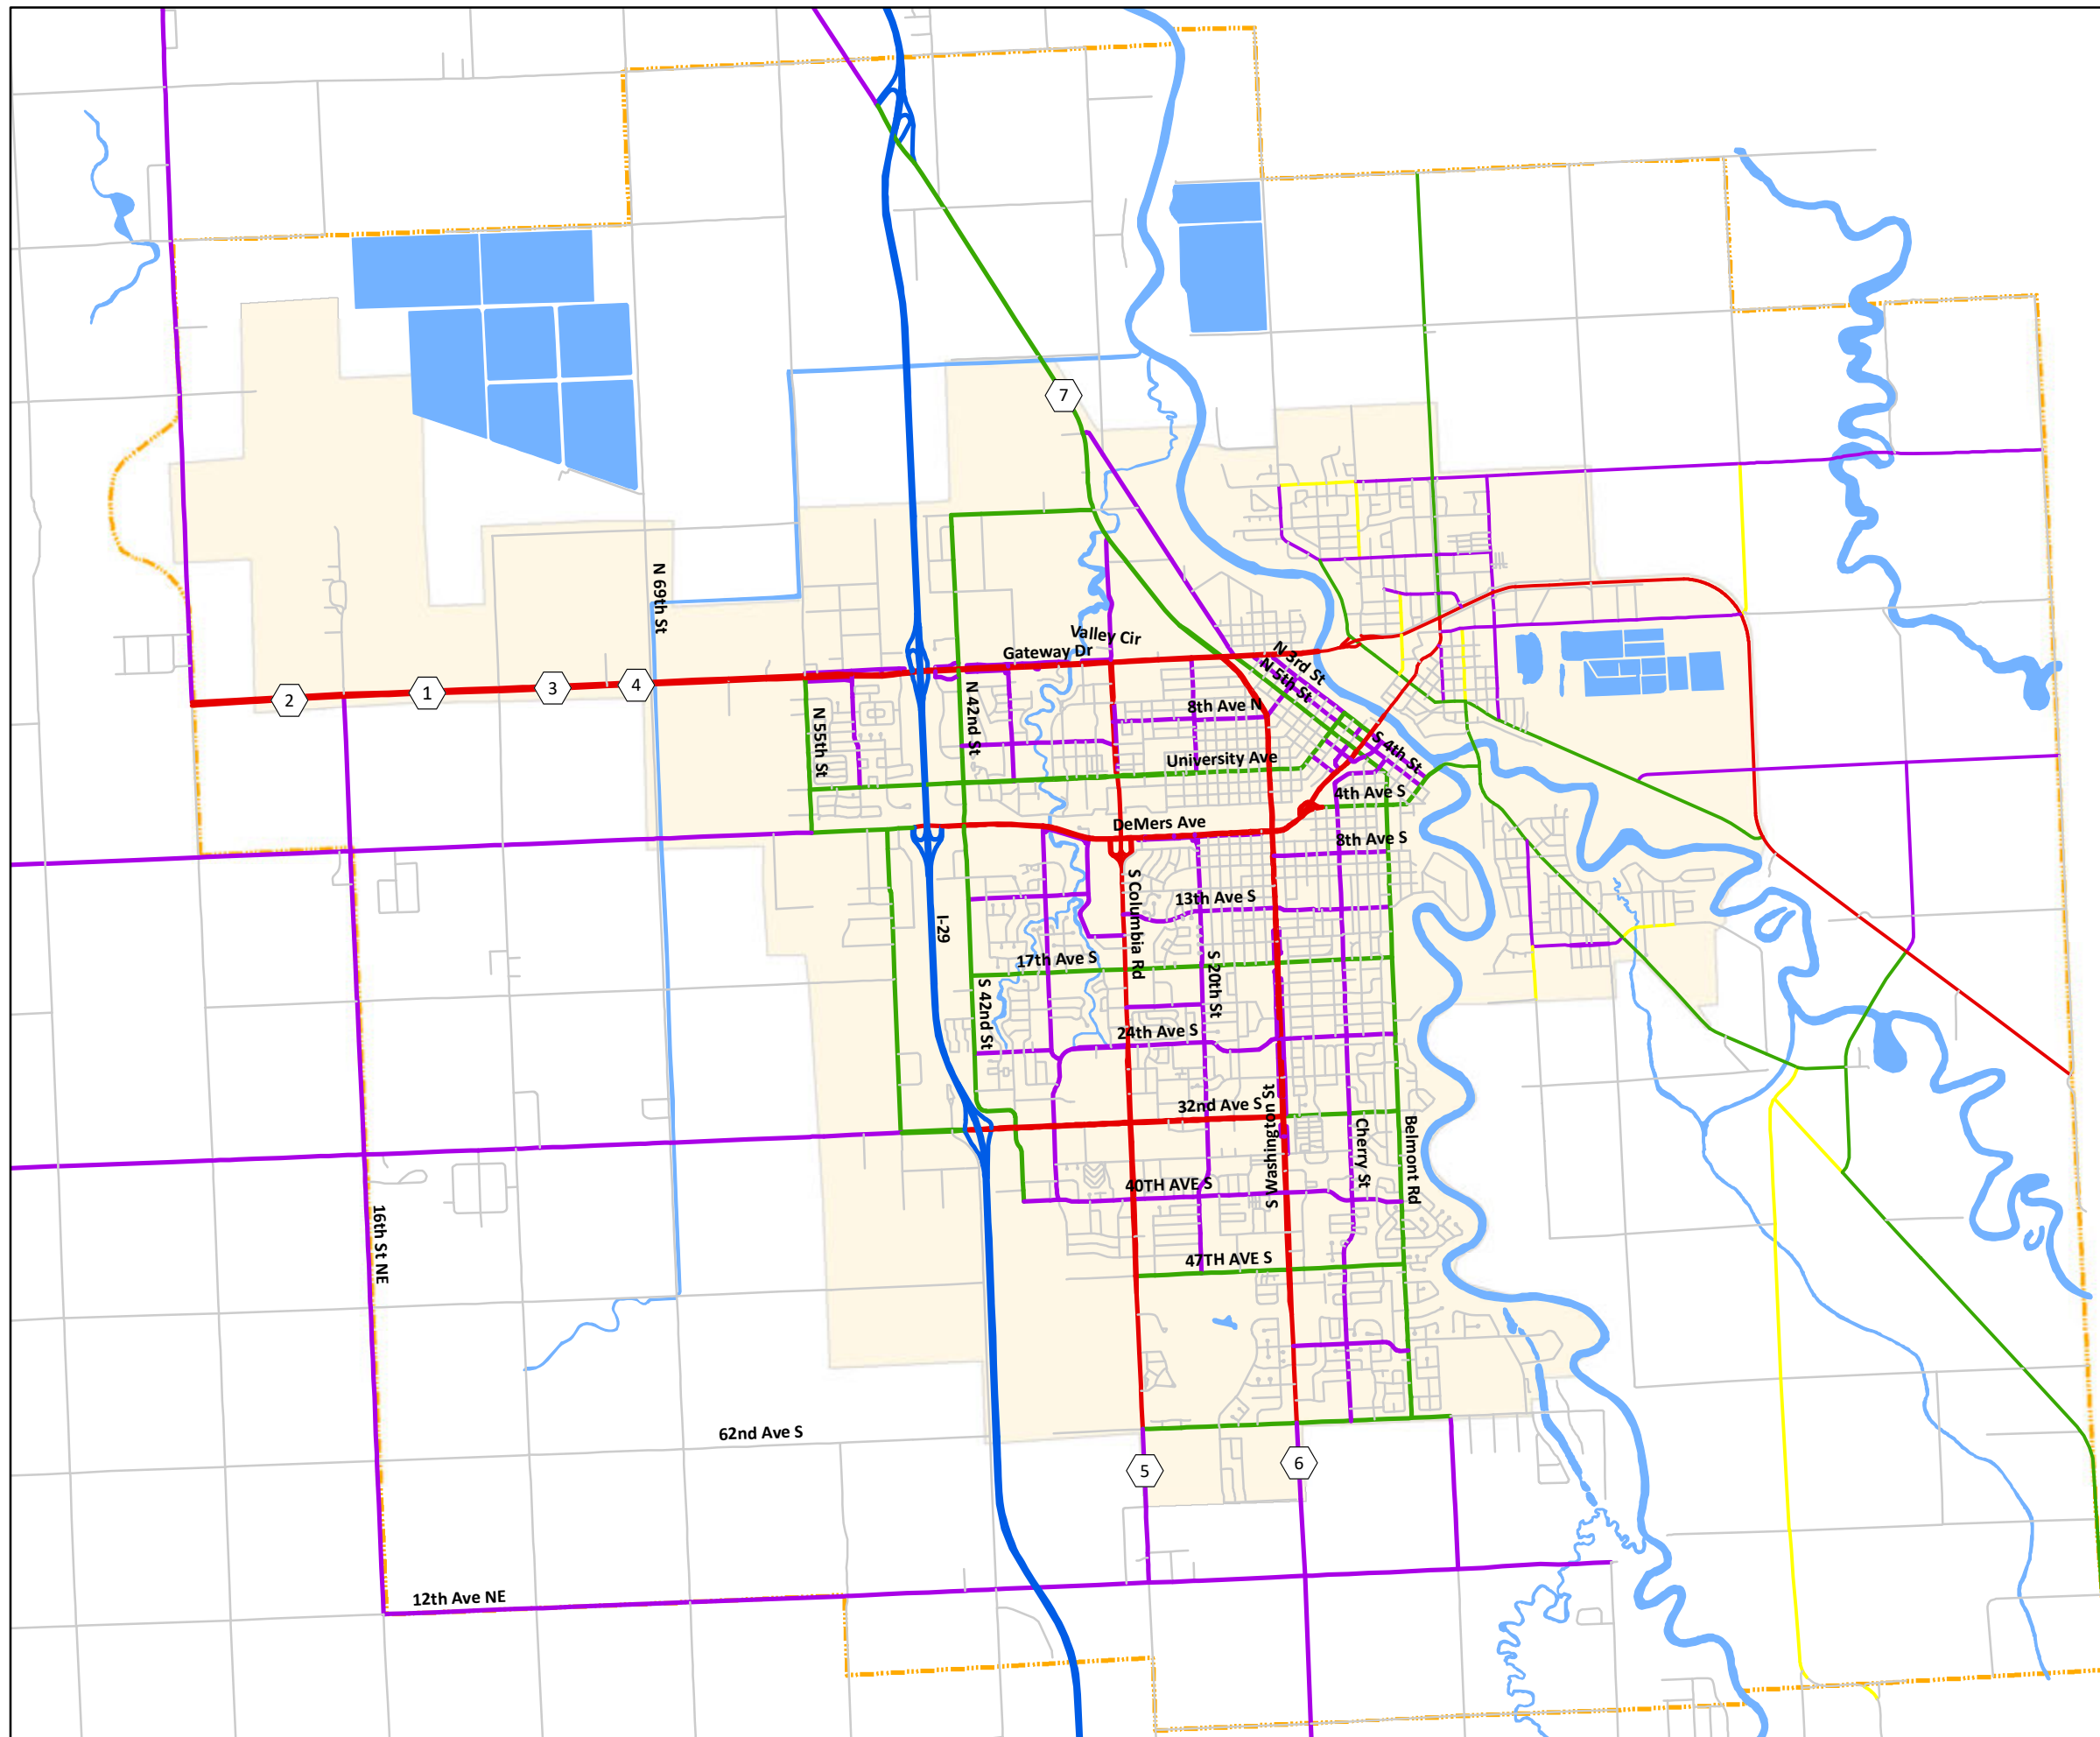 7
N 69th St
Valley Cir
Gateway Dr
N 3rd St
N 5th St
2
1
3
4
N 55th St
N 42nd St
8th Ave N
S 4th St
University Ave
4th Ave S
DeMers Ave
8th Ave S
I-29
S Columbia Rd
13th Ave S
17th Ave S
S 20th St
S 42nd St
24th Ave S
32nd Ave S
S Washington St
Cherry St
Belmont Rd
40TH AVE S
16th St NE
47TH AVE S
62nd Ave S
5
6
12th Ave NE